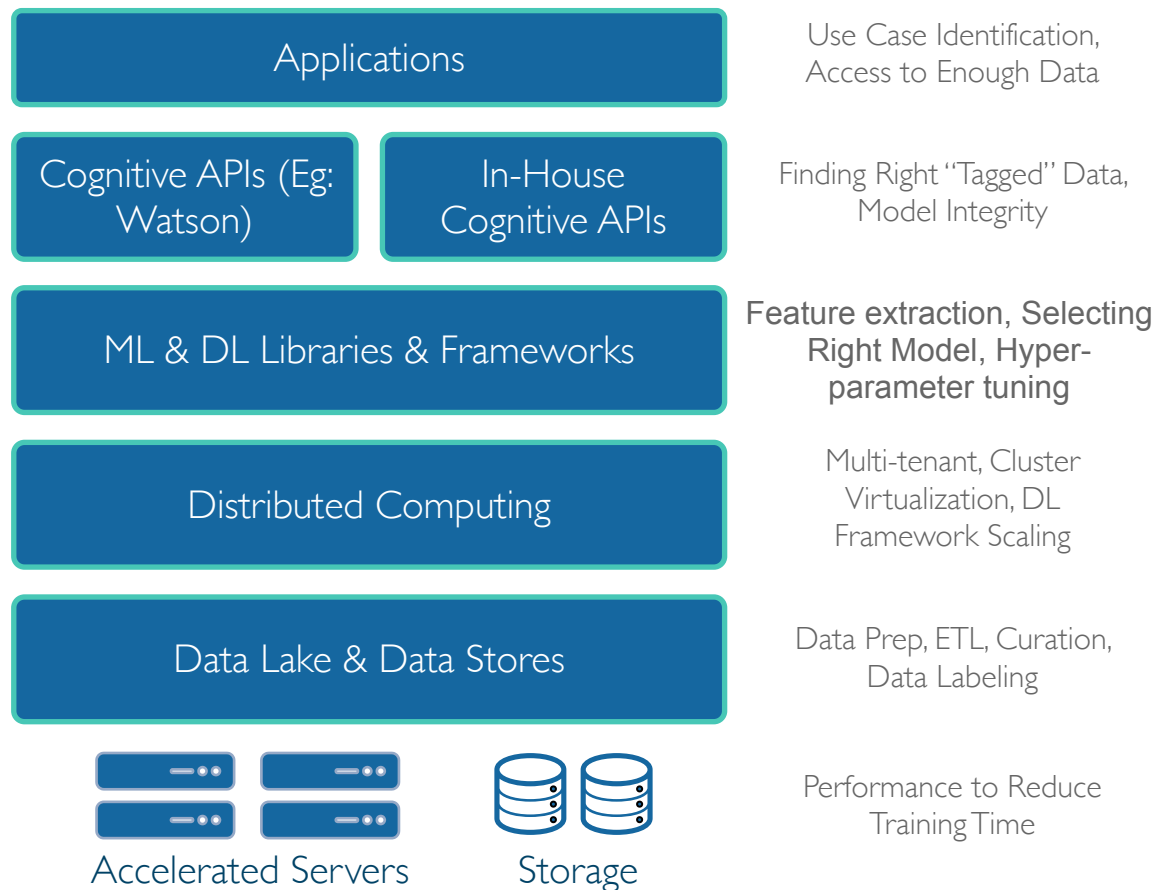 Applications
Use Case Identification,
Access to Enough Data
Cognitive APIs (Eg:
Watson)
In-House
Cognitive APIs
Finding Right “Tagged” Data,
Model Integrity
ML & DL Libraries & Frameworks
Feature extraction, Selecting
Right Model, Hyper-
parameter tuning
Distributed Computing
Multi-tenant, Cluster
Virtualization, DL
Framework Scaling
Data Lake & Data Stores
Data Prep, ETL, Curation,
Data Labeling
Accelerated Servers
Storage
Performance to Reduce
Training Time